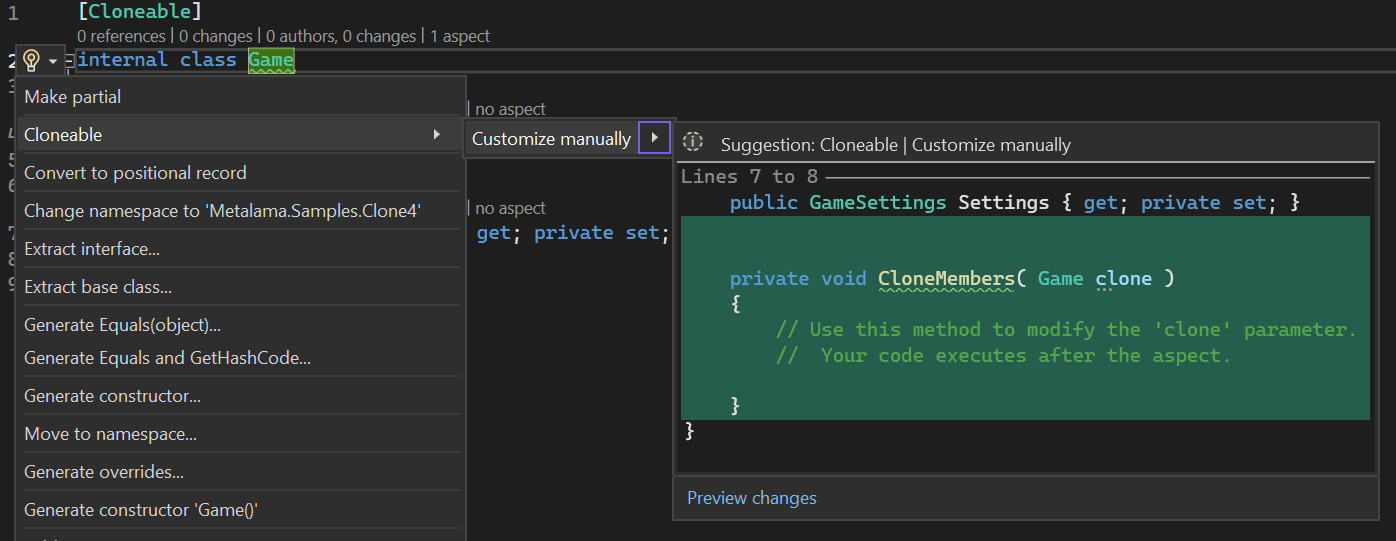 1 [Cloneable]
0 references | 0 changes | 0 authors, 0 changes | 1 aspect
2 internal class Game
3
Make partial
| no aspect
4
Cloneable
Customize manually
Suggestion: Cloneable | Customize manually
5
Convert to positional record
Lines 7 to 8
6
public GameSettings Settings { get; private set; }
Change namespace to 'Metalama.Samples.Clone4'
| no aspect
7
get; private set;
Extract interface...
8
private void CloneMembers( Game clone )
Extract base class...
9
{
Generate Equals(object)...
// Use this method to modify the 'clone' parameter.
Generate Equals and GetHashCode...
//  Your code executes after the aspect.
Generate constructor...
}
Move to namespace...
}
Generate overrides...
Preview changes
Generate constructor 'Game()'